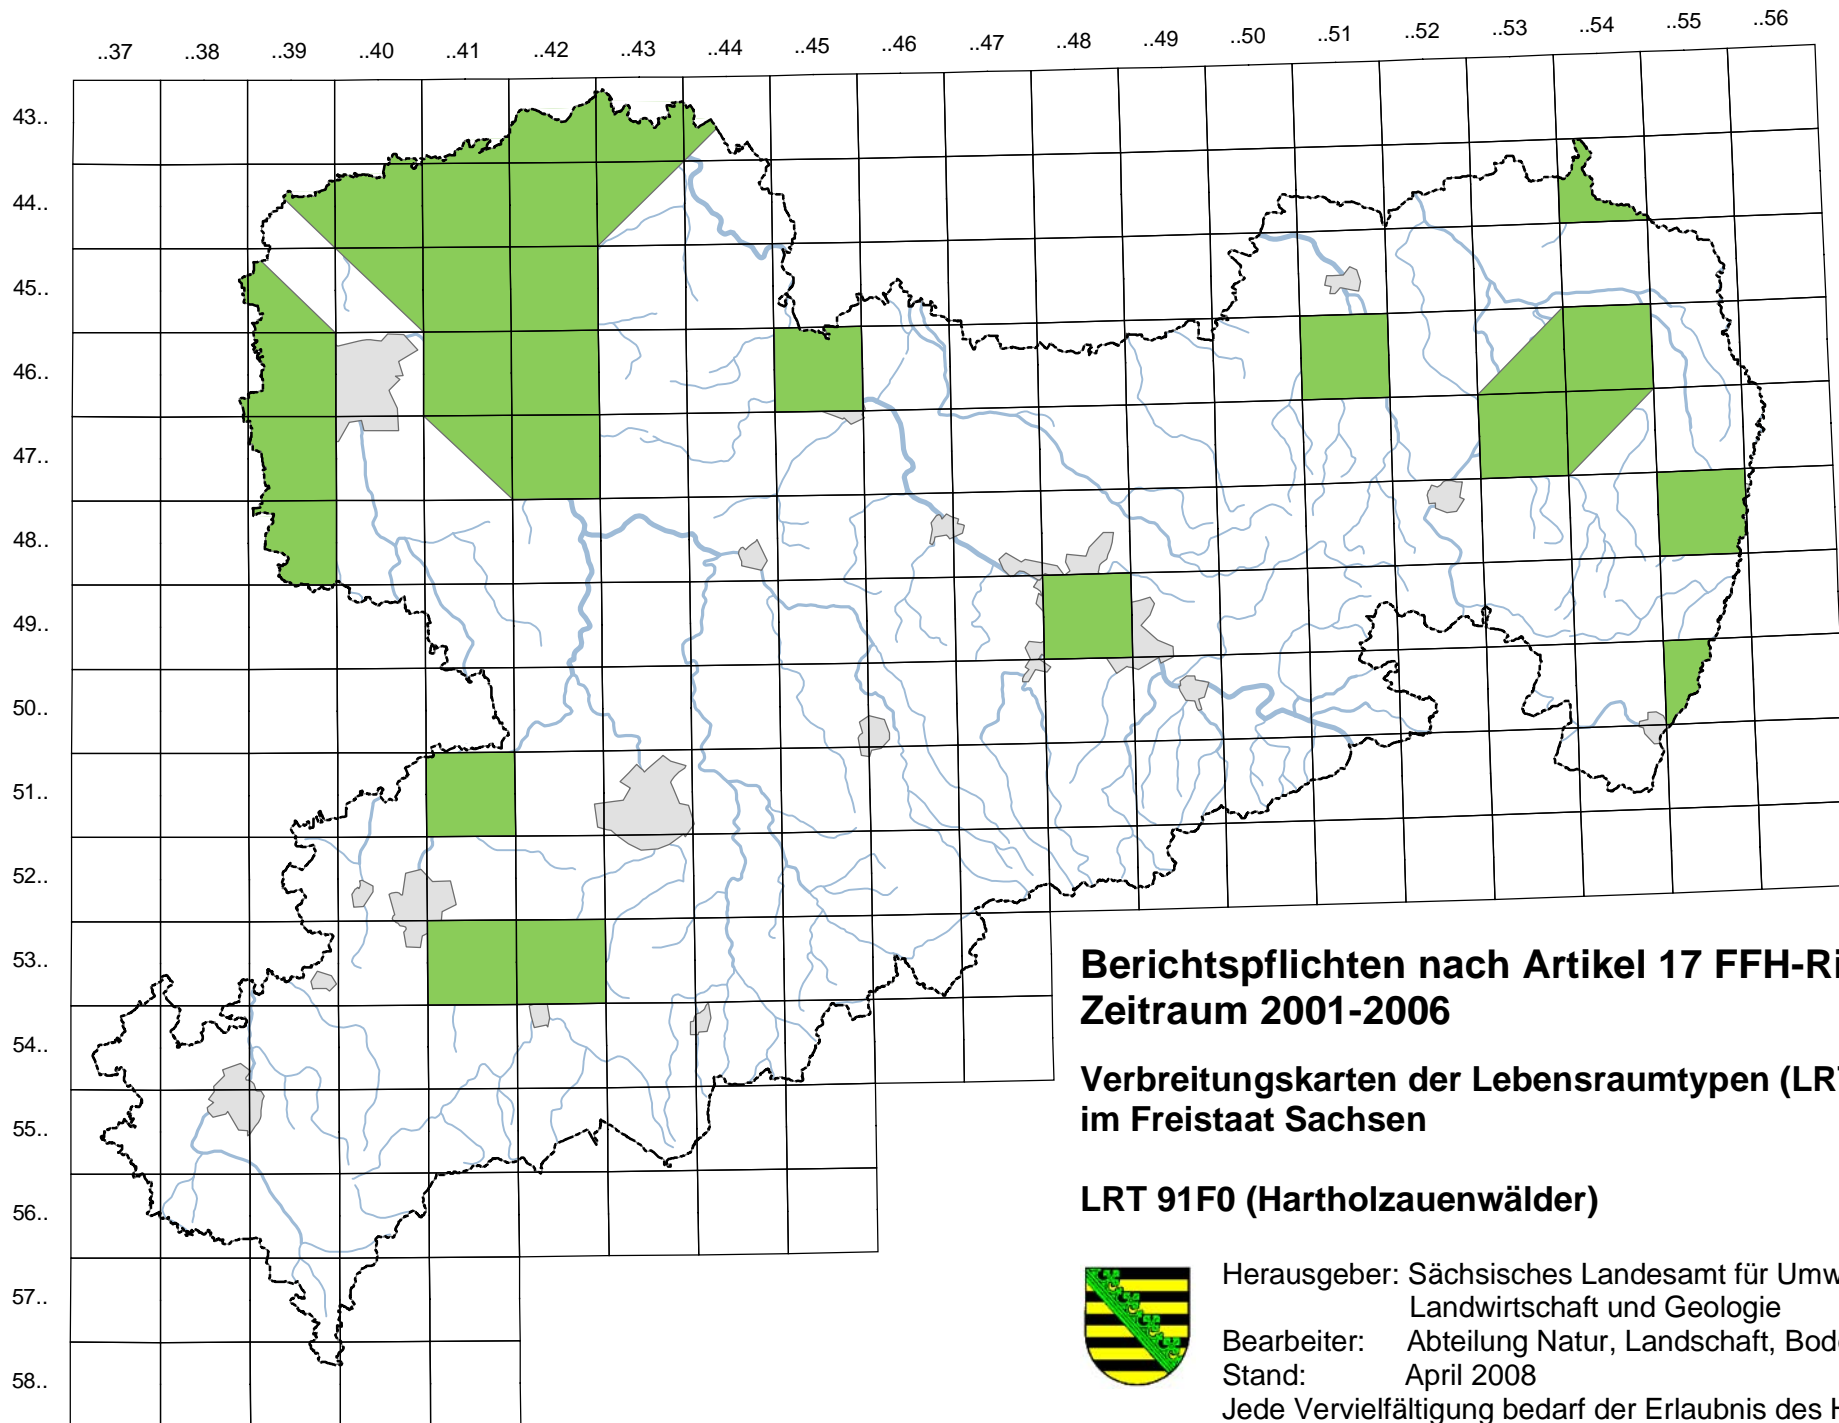 ..37 ..38 ..39 ..40 ..41 ..42 ..43 ..44 ..45 ..46 ..47 ..48 ..49 ..50 ..51 ..52 ..53 ..54 ..55 ..56
43..
44..
45..
46..
47..
48..
49..
50..
51..
52..
53..
54..
55..
56..
57..
58..
Berichtspflichten nach Artikel 17 FFH-Ri
Zeitraum 2001-2006
Verbreitungskarten der Lebensraumtypen (LRT
im Freistaat Sachsen
LRT 91F0 (Hartholzauenwälder)
Herausgeber: Sächsisches Landesamt für Umw
Landwirtschaft und Geologie
Bearbeiter: Abteilung Natur, Landschaft, Bod
Stand: April 2008
Jede Vervielfältigung bedarf der Erlaubnis des H